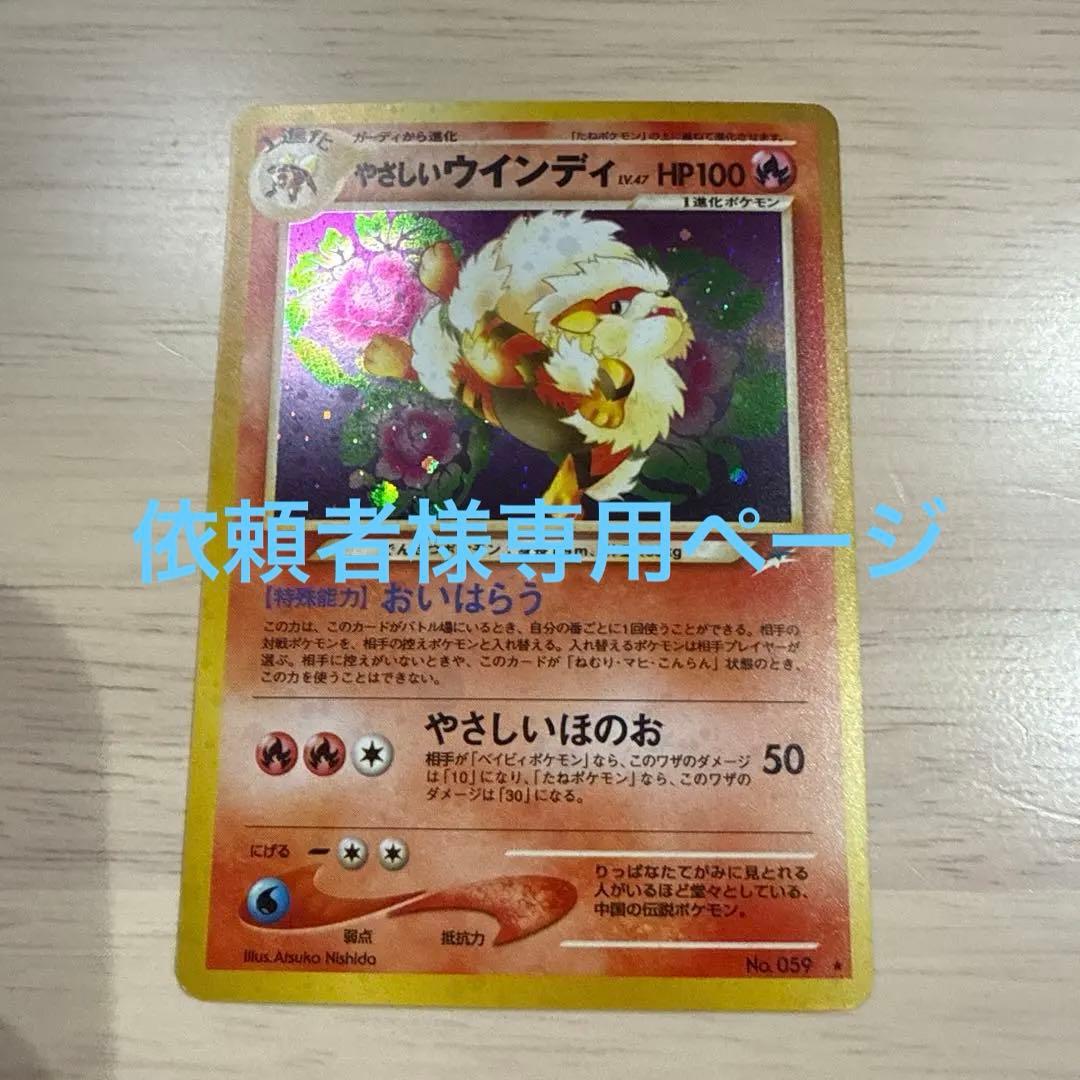 1進化
ガーディから進化
「たねポケモン」の上に重ねて進化させます。
やさしいウインディ LV.47 HP100
1進化ポケモン
依頼者様専用ページ
【特殊能力】おいはらう
この力は、このカードがバトル場にいるとき、自分の番ごとに1回使うことができる。相手の
対戦ポケモンを、相手の控えポケモンと入れ替える。入れ替えるポケモンは相手プレイヤーが
選ぶ。相手に控えがいないときや、このカードが「ねむり・マヒ・こんらん」状態のとき、
この力を使うことはできない。
やさしいほのお
50
相手が「ベイビィポケモン」なら、このワザのダメージ
は「10」になり、「たねポケモン」なら、このワザの
ダメージは「30」になる。
にげる
りっぱなたてがみに見とれる
人がいるほど堂々としている、
中国の伝説ポケモン。
弱点
抵抗力
Illus. Atsuko Nishida
No. 059 ★